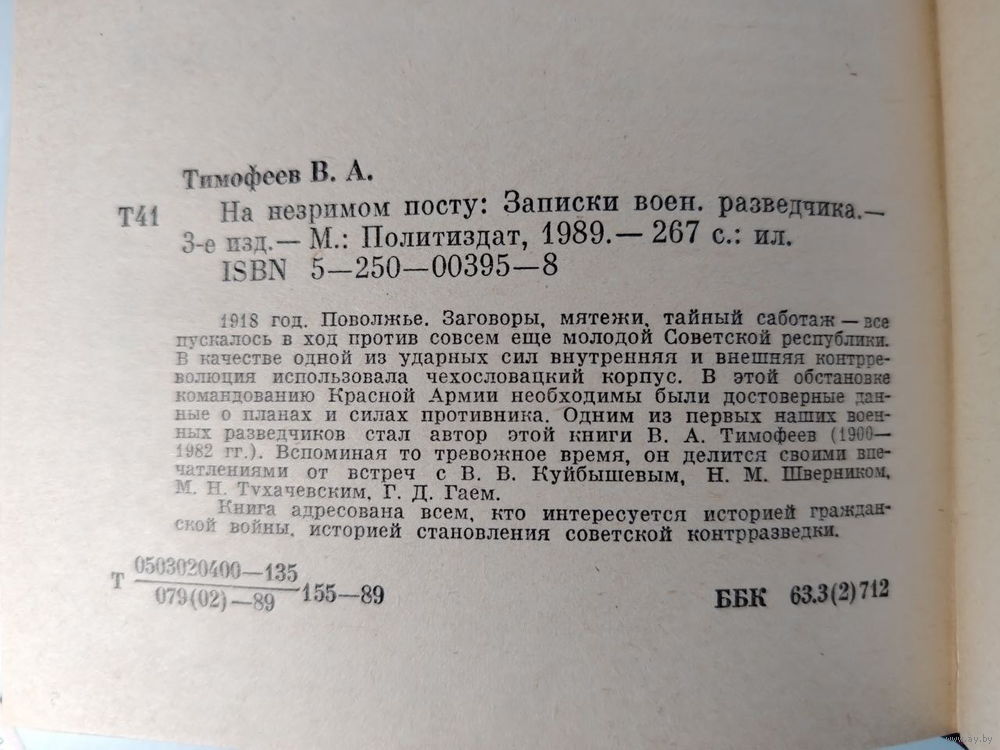 Тимофеев В. А.
Т41 На незримом посту: Записки воен. разведчика.—
3-е изд.— М.: Политиздат, 1989.— 267 с.: ил.
ISBN 5—250—00395—8
1918 год. Поволжье. Заговоры, мятежи, тайный саботаж — все
пускалось в ход против совсем еще молодой Советской республики.
В качестве одной из ударных сил внутренняя и внешняя контрре-
волюция использовала чехословацкий корпус. В этой обстановке
командованию Красной Армии необходимы были достоверные дан-
ные о планах и силах противника. Одним из первых наших воен-
ных разведчиков стал автор этой книги В. А. Тимофеев (1900—
1982 гг.). Вспоминая то тревожное время, он делится своими впе-
чатлениями от встреч с В. В. Куйбышевым, Н. М. Шверником,
М. Н. Тухачевским, Г. Д. Гаем.
Книга адресована всем, кто интересуется историей граждан-
ской войны, историей становления советской контрразведки.
Т 0503020400—135
079(02)—89 155—89
ББК 63.3(2)712
www.ay.by